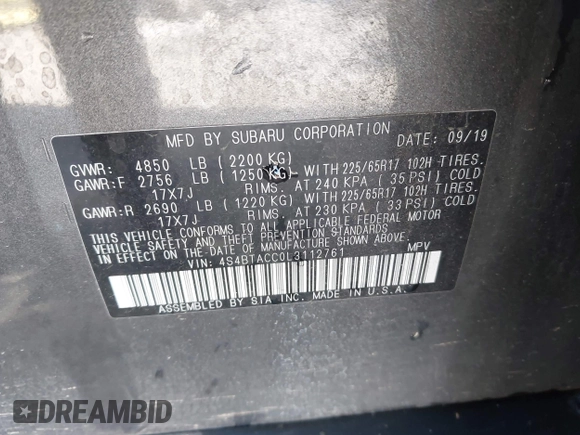 MFD BY SUBARU CORPORATION DATE: 09/19
GVWR: 4850 LB (2200 KG)
GAWR:F 2756 LB (1250 KG) WITH 225/65R17 102H TIRES.
17X7J RIMS. AT 240 KPA (35 PSI) COLD
GAWR:R 2690 LB (1220 KG) WITH 225/65R17 102H TIRES.
17X7J RIMS. AT 230 KPA (33 PSI) COLD
THIS VEHICLE CONFORMS TO ALL APPLICABLE FEDERAL MOTOR
VEHICLE SAFETY AND THEFT PREVENTION STANDARDS IN
EFFECT ON THE DATE OF MANUFACTURE SHOWN ABOVE.
VIN: 4S4BTACC0L3112761 MPV
ASSEMBLED BY SIA INC. MADE IN U.S.A.
DREAMBID